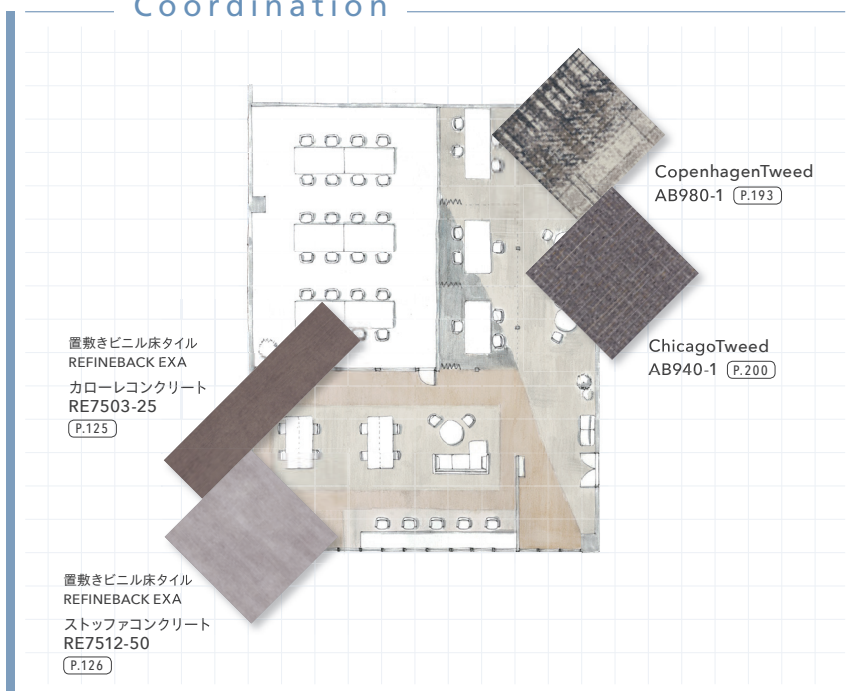 Coordination
CopenhagenTweed
AB980-1 P.193
ChicagoTweed
AB940-1 P.200
置敷きビニル床タイル
REFINEBACK EXA
カローレコンクリート
RE7503-25
P.125
置敷きビニル床タイル
REFINEBACK EXA
ストッファコンクリート
RE7512-50
P.126